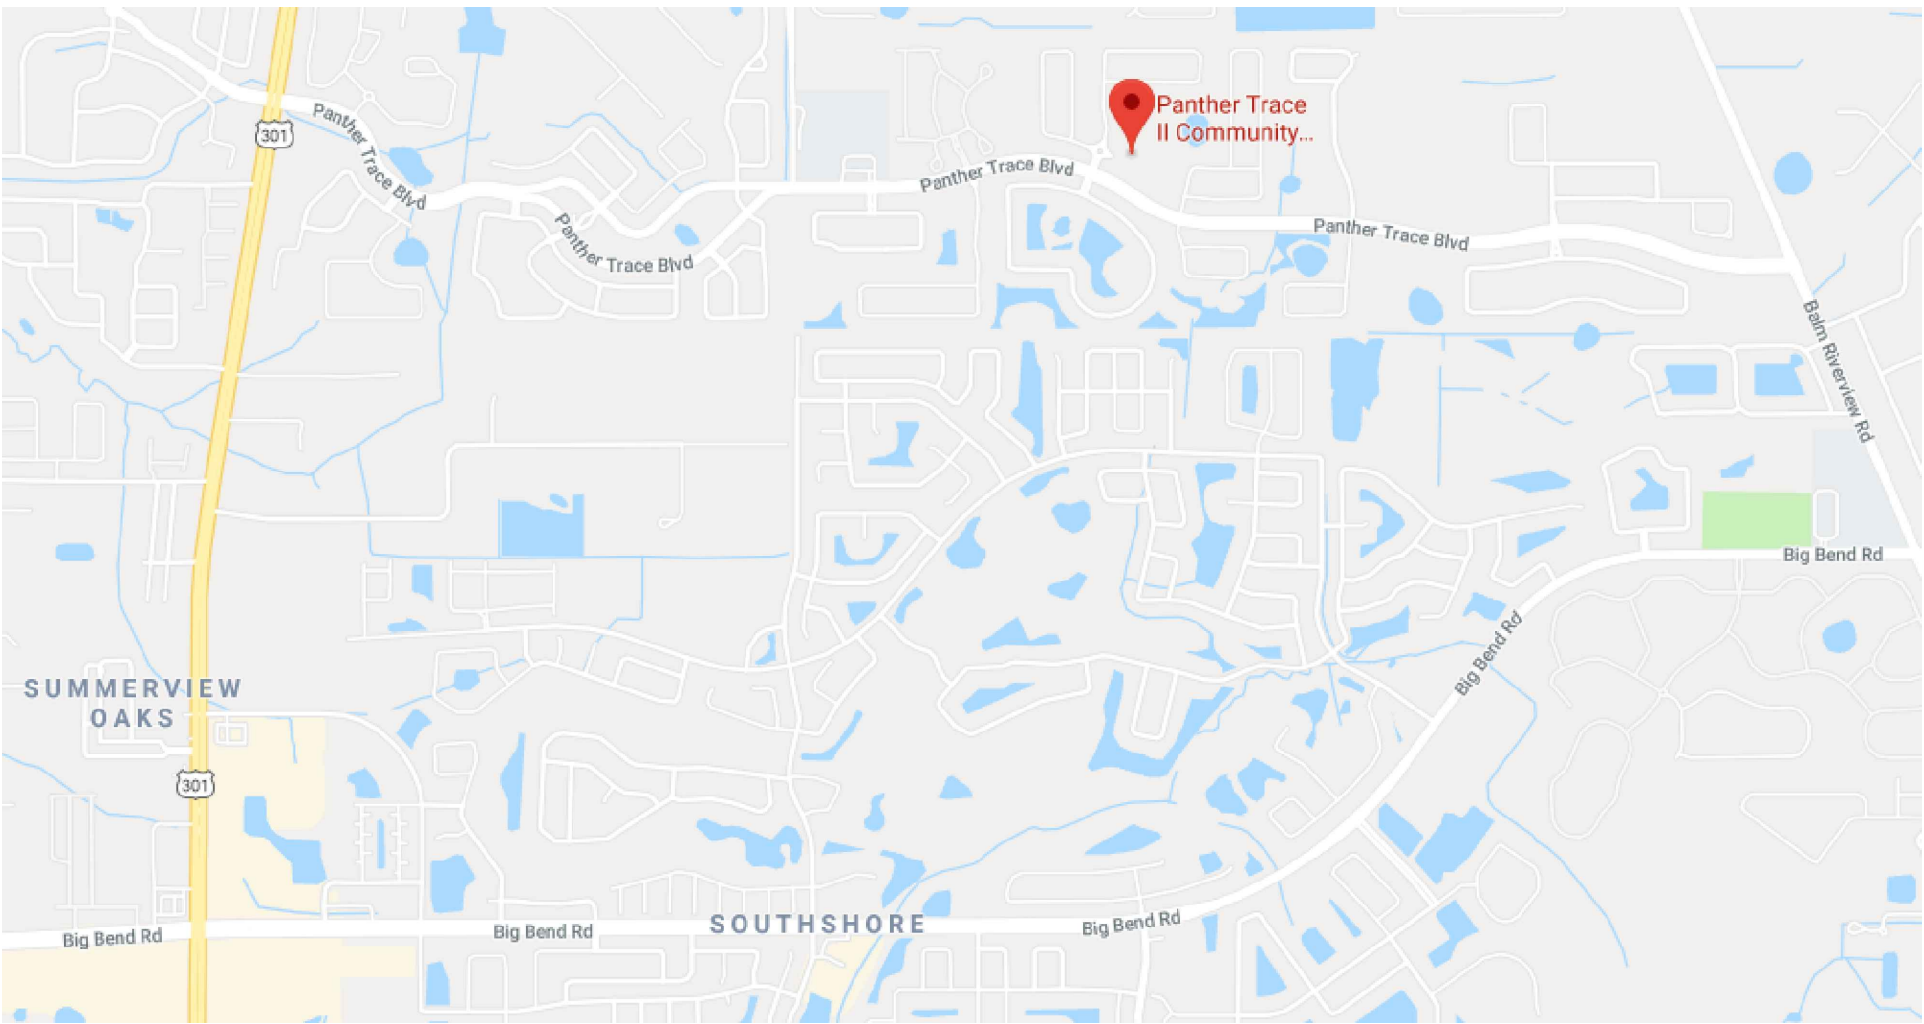 301
Panther Trace Blvd
Panther Trace
II Community...
Panther Trace Blvd
Panther Trace Blvd
Panther Trace Blvd
Balm Riverview Rd
Big Bend Rd
Big Bend Rd
SUMMERVIEW
OAKS
301
Big Bend Rd
Big Bend Rd
SOUTHSHORE
Big Bend Rd